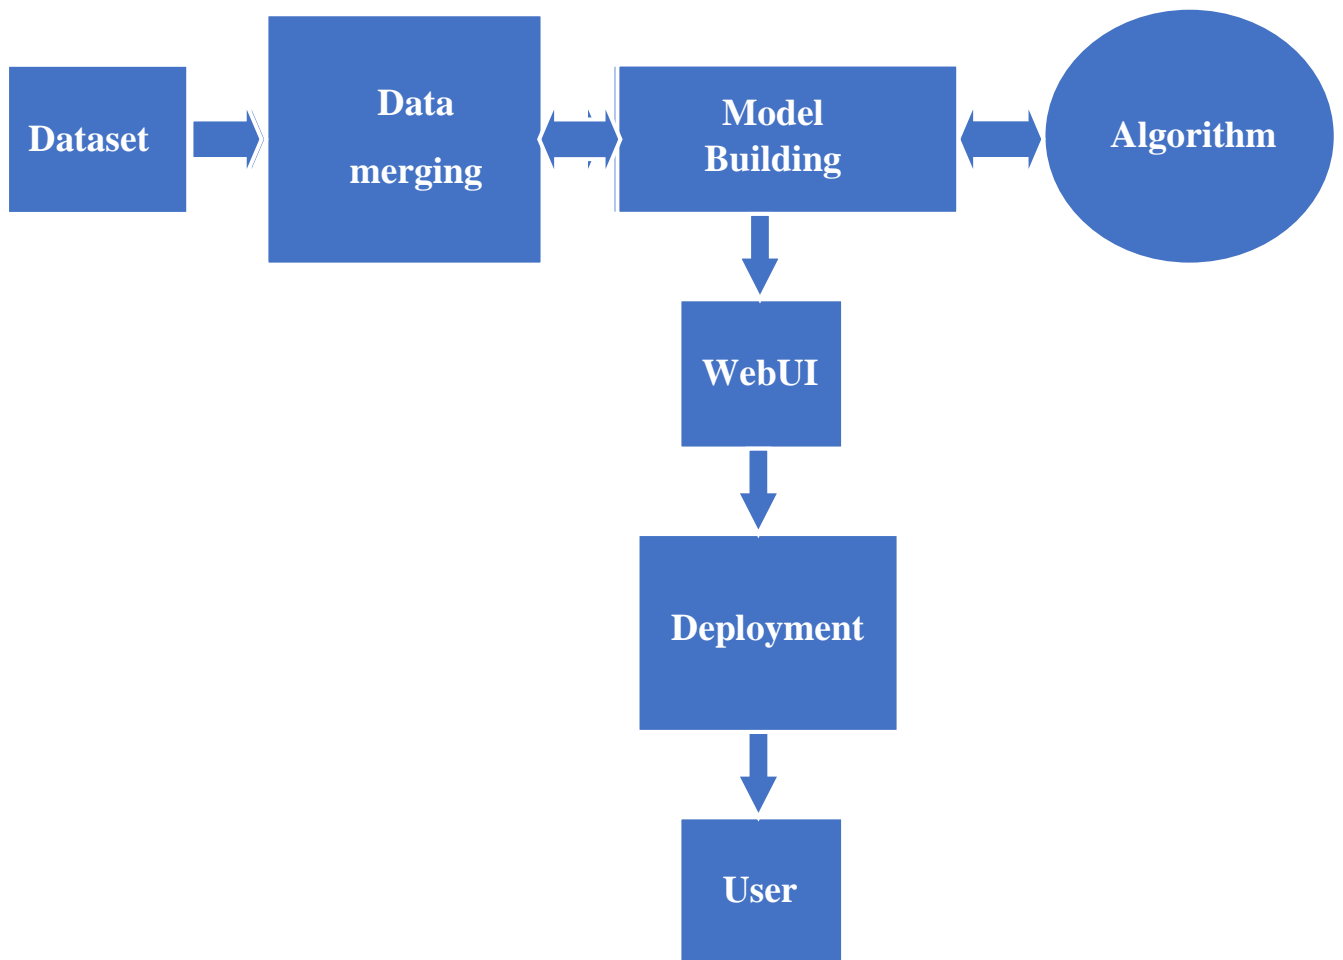 Dataset
Data
merging
Model
Building
Algorithm
WebUI
Deployment
User